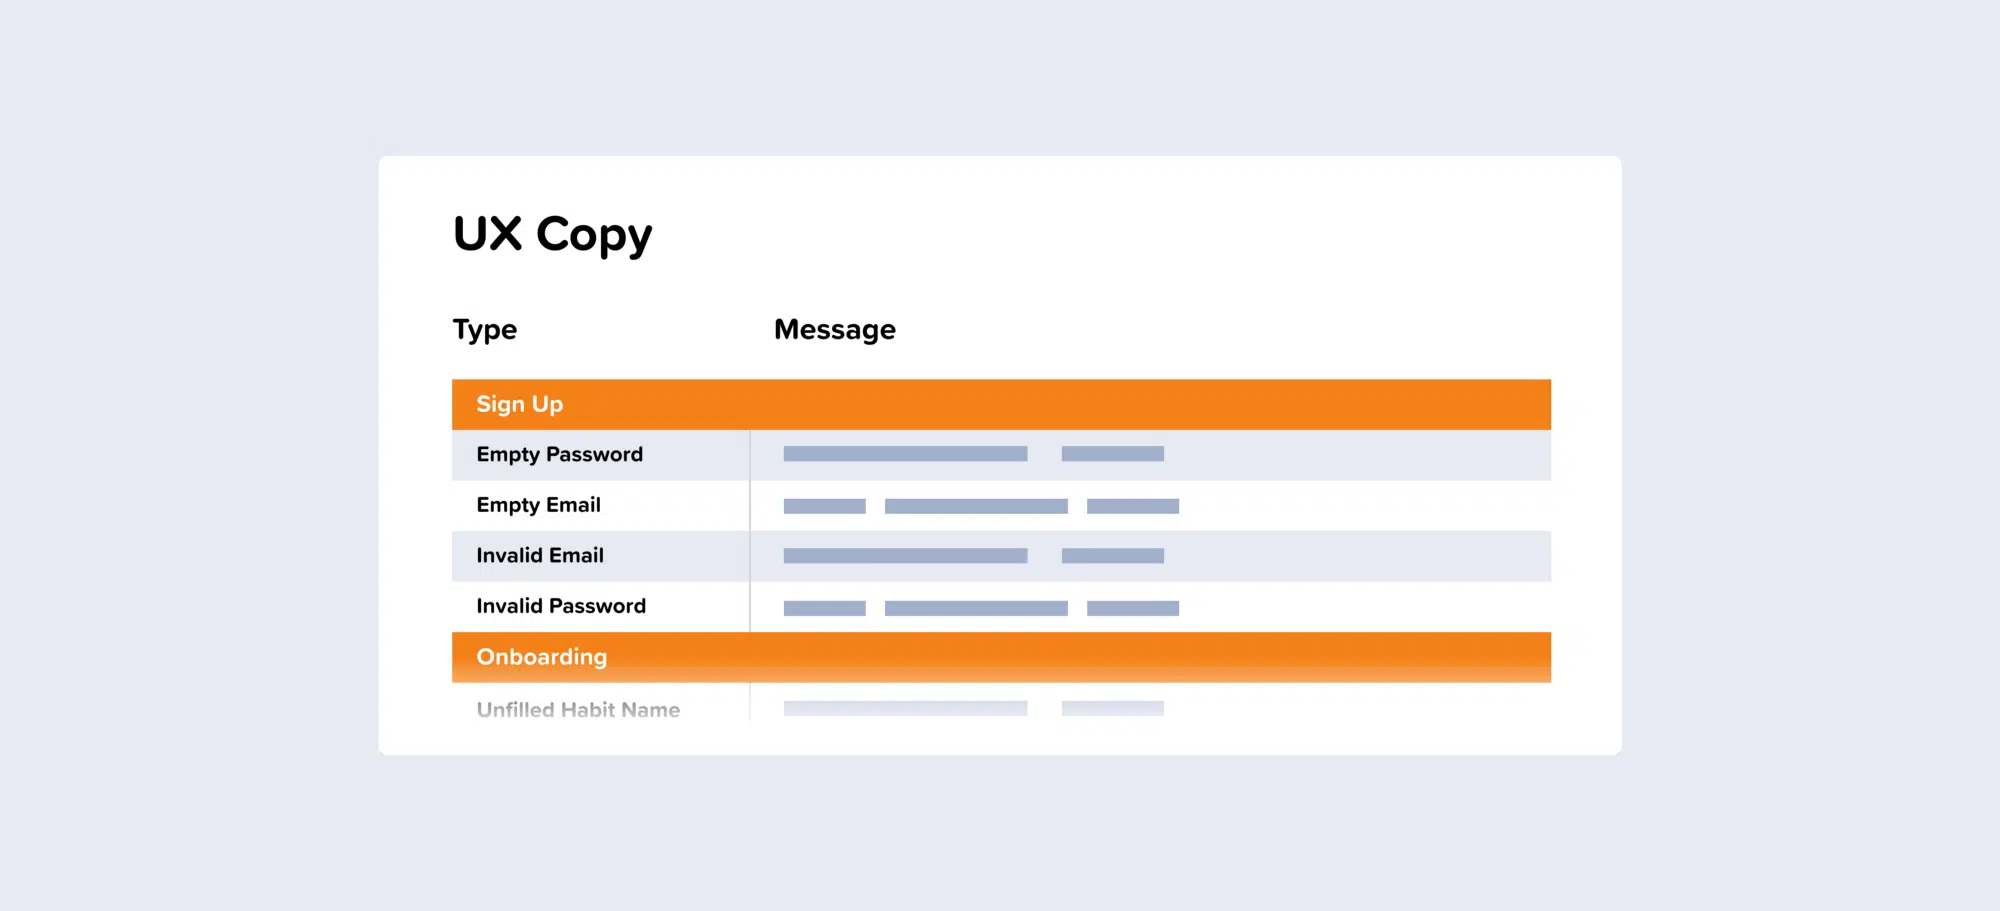 UX Copy
Type Message
Sign Up
Empty Password
Empty Email
Invalid Email
Invalid Password
Onboarding
Unfilled Habit Name